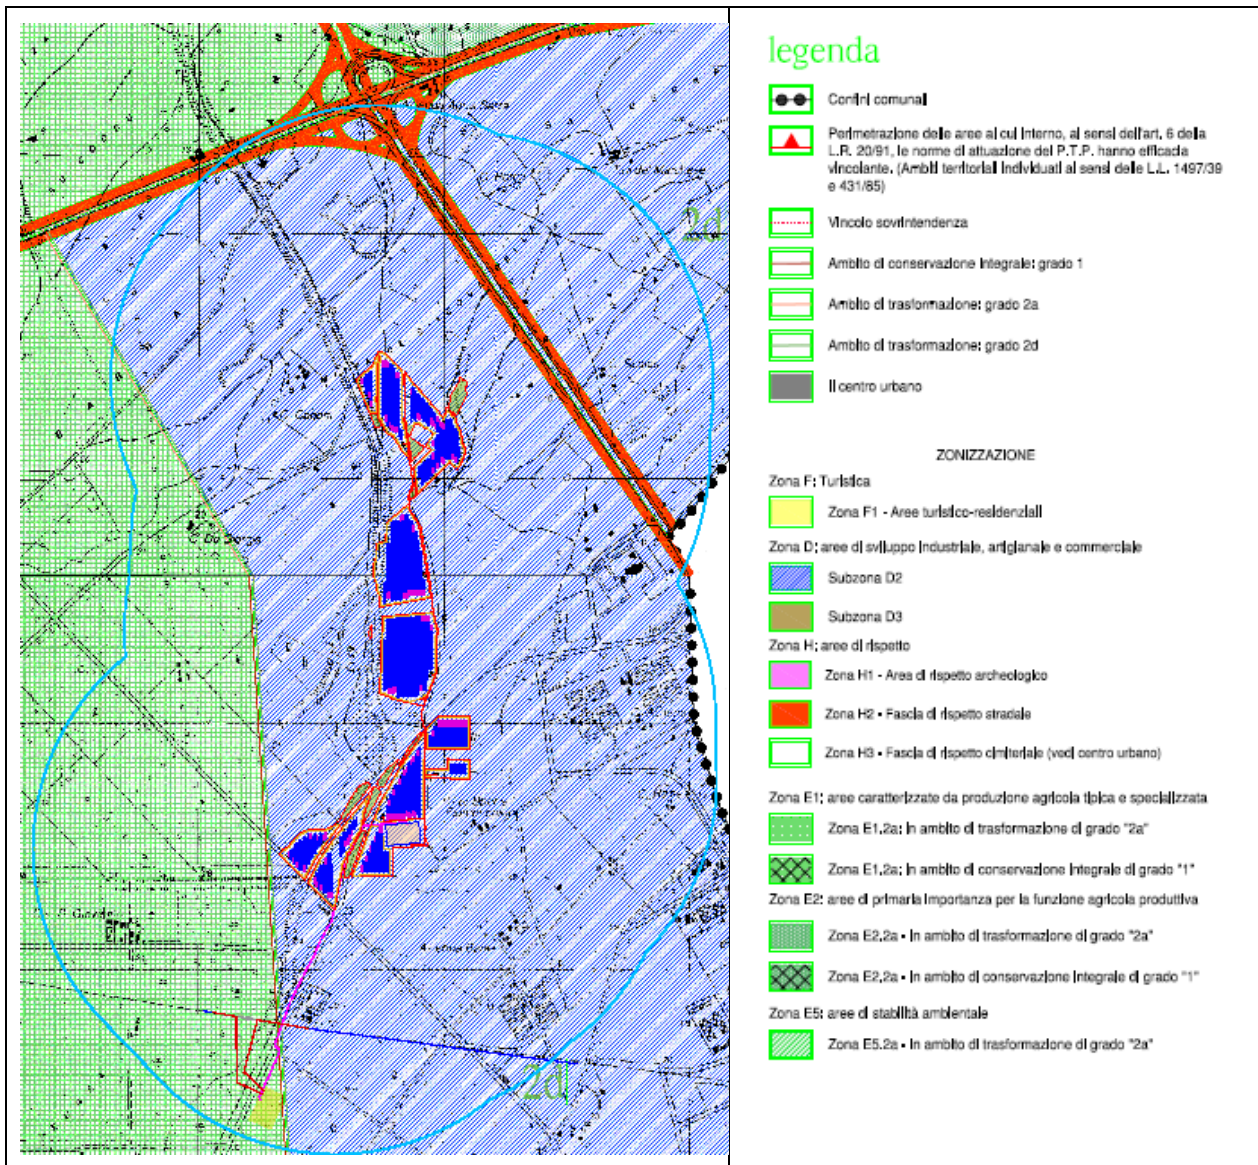 2d
2d
legenda
Confini comunali
Perimetrazione delle aree al cui interno, ai sensi dell'art. 6 della
L.R. 20/91, le norme di attuazione del P.T.P. hanno efficacia
vincolante. (Ambiti territoriali individuati ai sensi delle L.L. 1497/39
e 431/85)
Vincolo sovrintendenza
Ambito di conservazione integrale: grado 1
Ambito di trasformazione: grado 2a
Ambito di trasformazione: grado 2d
Il centro urbano
ZONIZZAZIONE
Zona F: Turistica
Zona F1 - Aree turistico-residenziali
Zona D: aree di sviluppo industriale, artigianale e commerciale
Subzona D2
Subzona D3
Zona H: aree di rispetto
Zona H1 - Area di rispetto archeologico
Zona H2 - Fascia di rispetto stradale
Zona H3 - Fascia di rispetto cimiteriale (vedi centro urbano)
Zona E1: aree caratterizzate da produzione agricola tipica e specializzata
Zona E1,2a: in ambito di trasformazione di grado "2a"
Zona E1,2a: in ambito di conservazione integrale di grado "1"
Zona E2: aree di primaria importanza per la funzione agricola produttiva
Zona E2,2a - In ambito di trasformazione di grado "2a"
Zona E2,2a - In ambito di conservazione integrale di grado "1"
Zona E5: aree di stabilità ambientale
Zona E5.2a - In ambito di trasformazione di grado "2a"